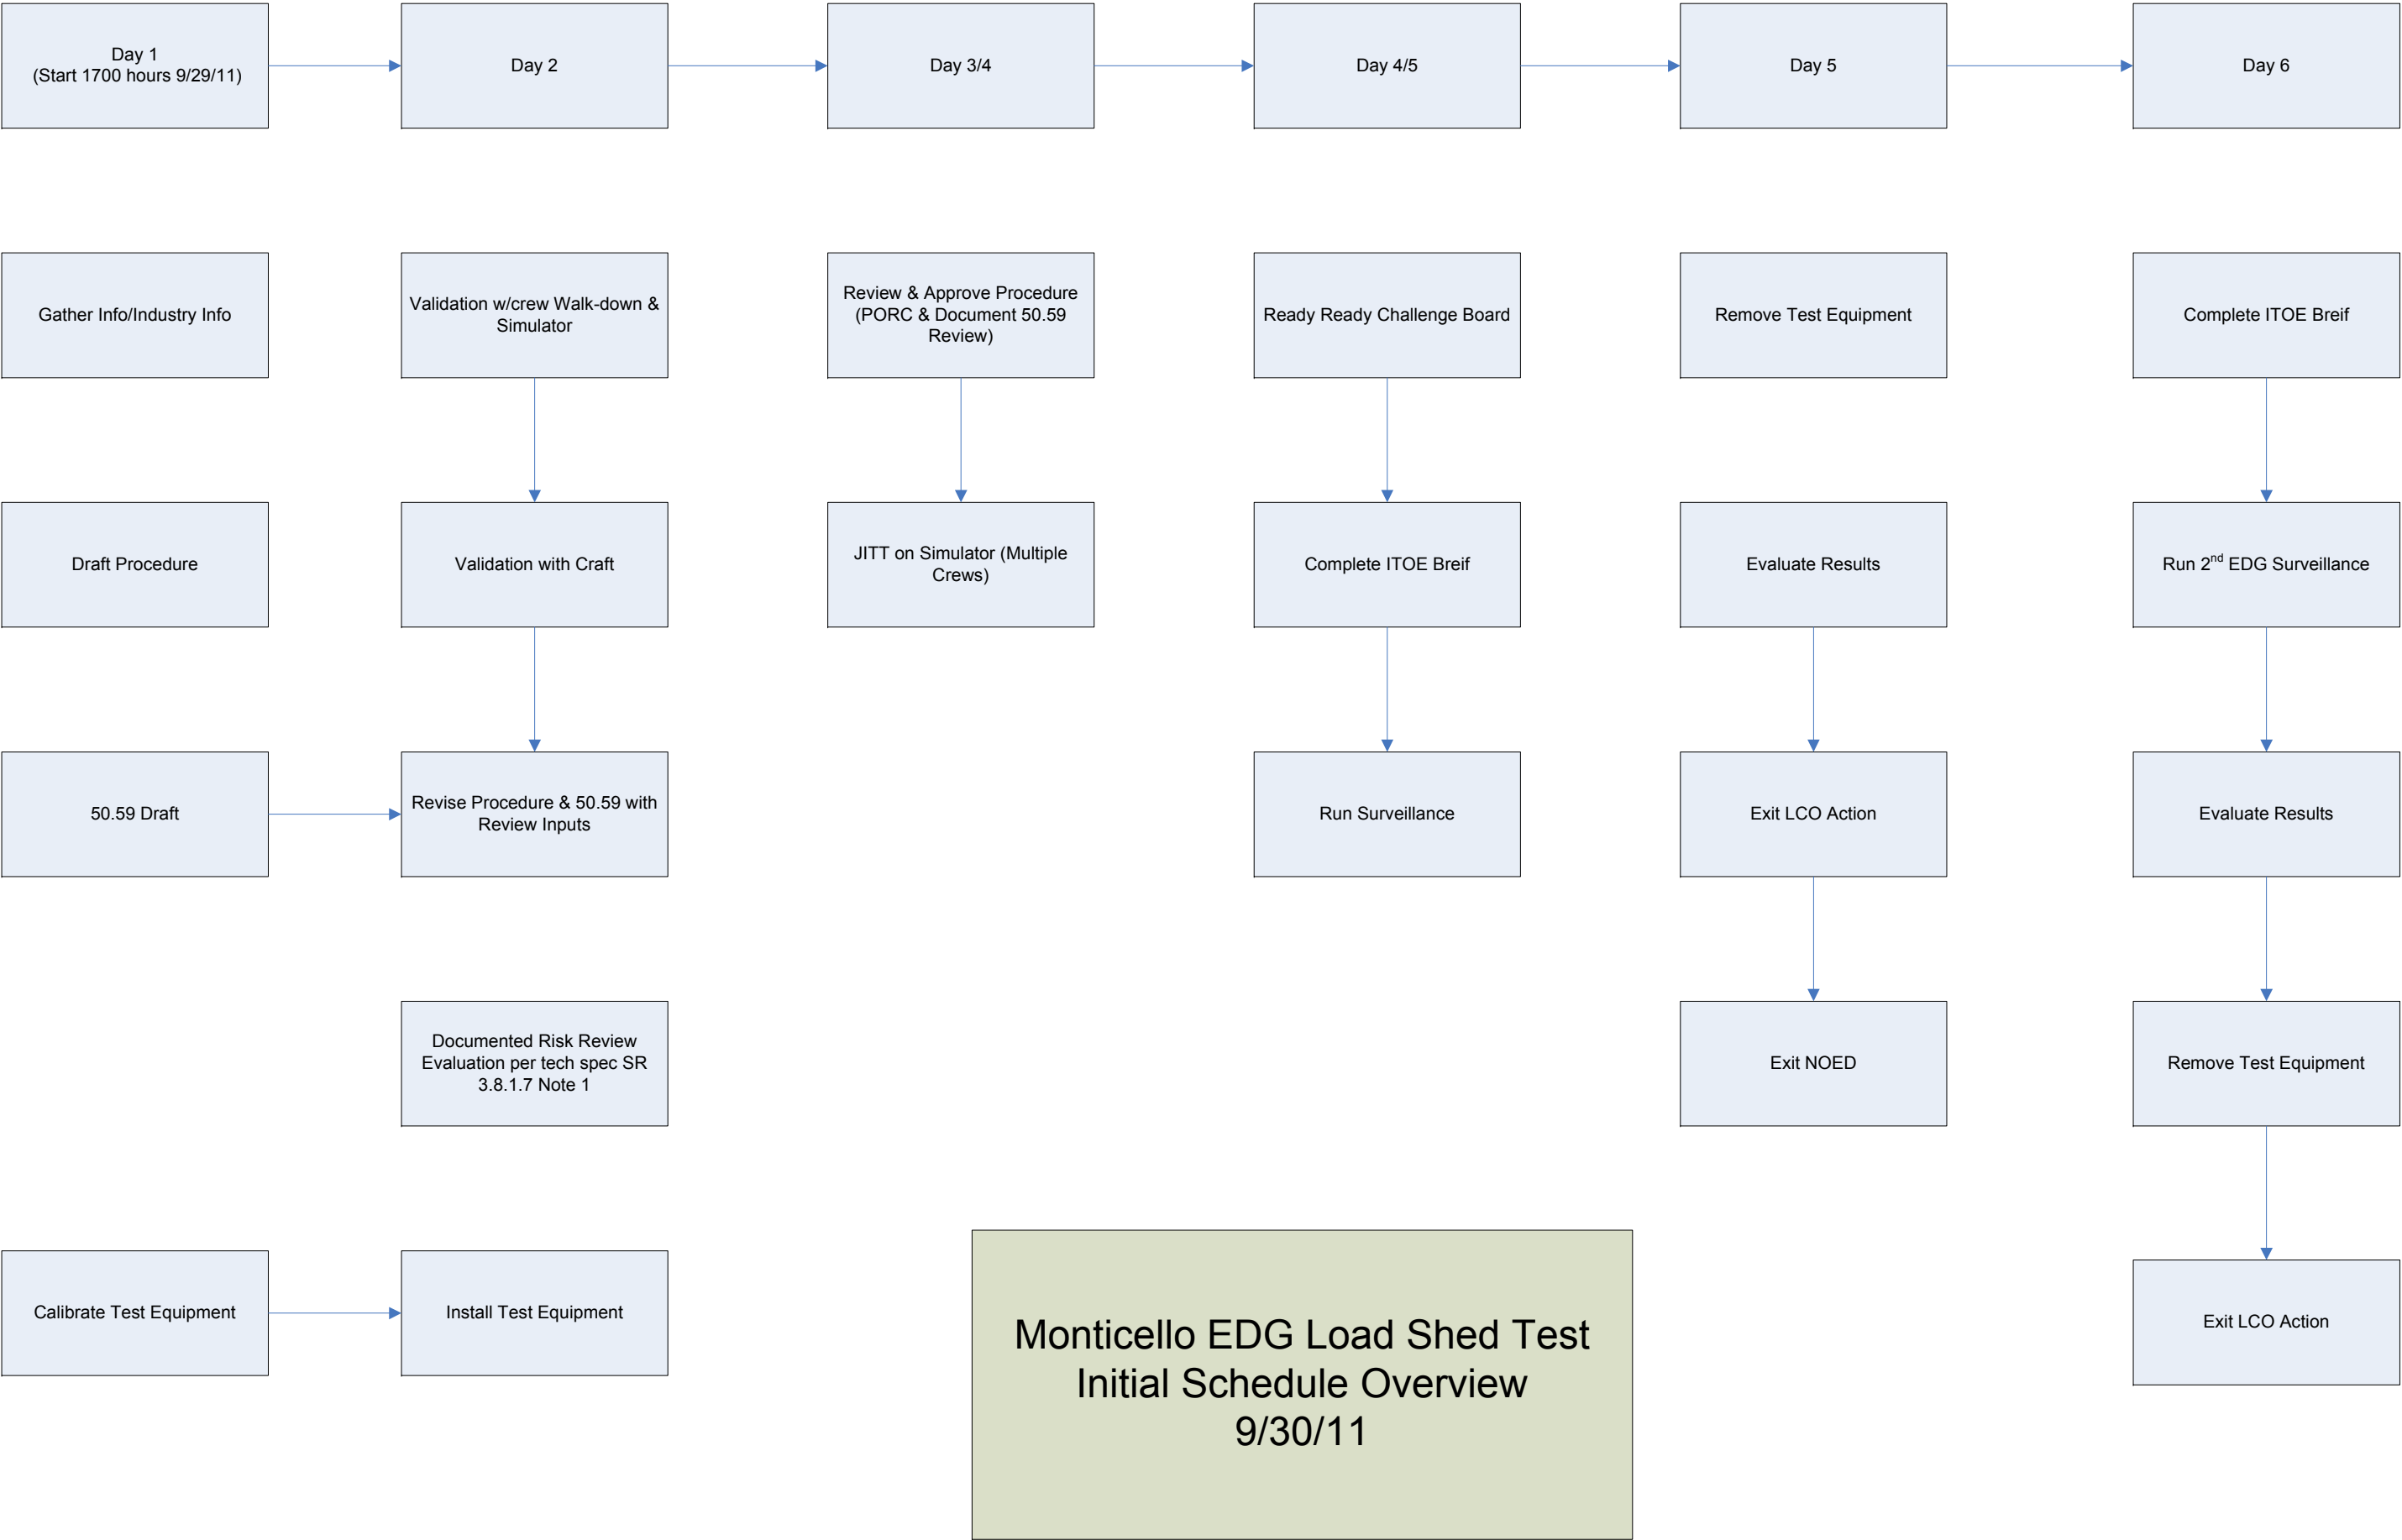 Day 1
(Start 1700 hours 9/29/11)
Day 2
Day 3/4
Day 4/5
Day 5
Day 6
Gather Info/Industry Info
Validation w/crew Walk-down &
Simulator
Review & Approve Procedure
(PORC & Document 50.59
Review)
Ready Ready Challenge Board
Remove Test Equipment
Complete ITOE Breif
Draft Procedure
Validation with Craft
JITT on Simulator (Multiple
Crews)
Complete ITOE Breif
Evaluate Results
Run 2nd EDG Surveillance
50.59 Draft
Revise Procedure & 50.59 with
Review Inputs
Run Surveillance
Exit LCO Action
Evaluate Results
Documented Risk Review
Evaluation per tech spec SR
3.8.1.7 Note 1
Exit NOED
Remove Test Equipment
Calibrate Test Equipment
Install Test Equipment
Monticello EDG Load Shed Test
Initial Schedule Overview
9/30/11
Exit LCO Action